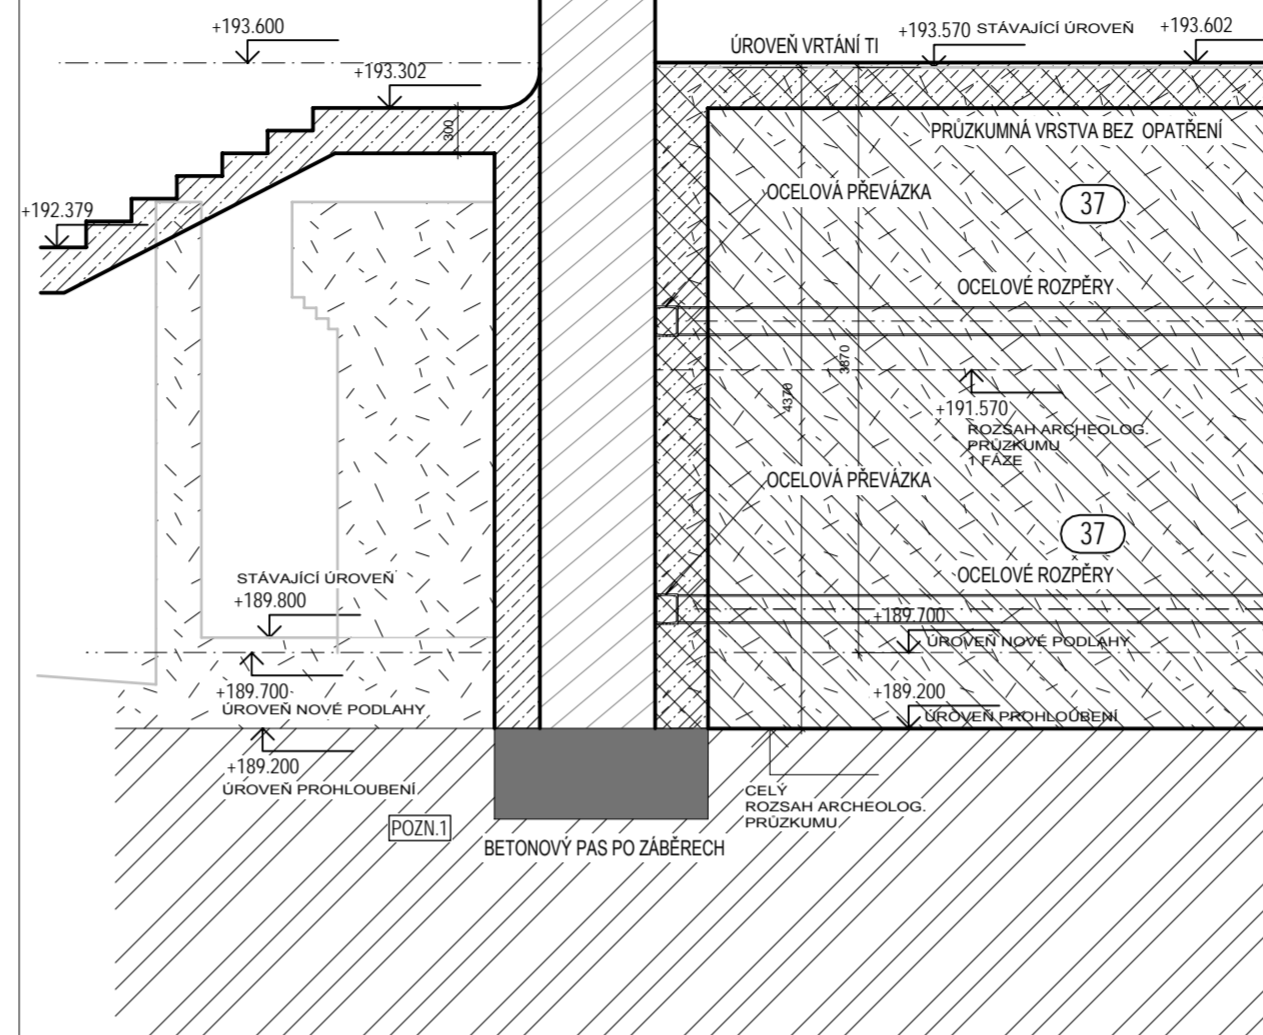 +193.600
+193.302
300
+192.379
ÚROVEŇ VRTÁNÍ TI
+193.570 STÁVAJÍCÍ ÚROVEŇ
+193.602
PRŮZKUMNÁ VRSTVA BEZ OPATŘENÍ
OCELOVÁ PŘEVÁZKA
37
OCELOVÉ ROZPĚRY
3870
4370
+191.570
ROZSAH ARCHEOLOG.
PRŮZKUMU
1 FÁZE
OCELOVÁ PŘEVÁZKA
37
OCELOVÉ ROZPĚRY
STÁVAJÍCÍ ÚROVEŇ
+189.800
+189.700
ÚROVEŇ NOVÉ PODLAHY
+189.700
ÚROVEŇ NOVÉ PODLAHY
+189.200
ÚROVEŇ PROHLOUBENÍ
+189.200
ÚROVEŇ PROHLOUBENÍ
CELÝ
ROZSAH ARCHEOLOG.
PRŮZKUMU
POZN.1
BETONOVÝ PAS PO ZÁBĚRECH